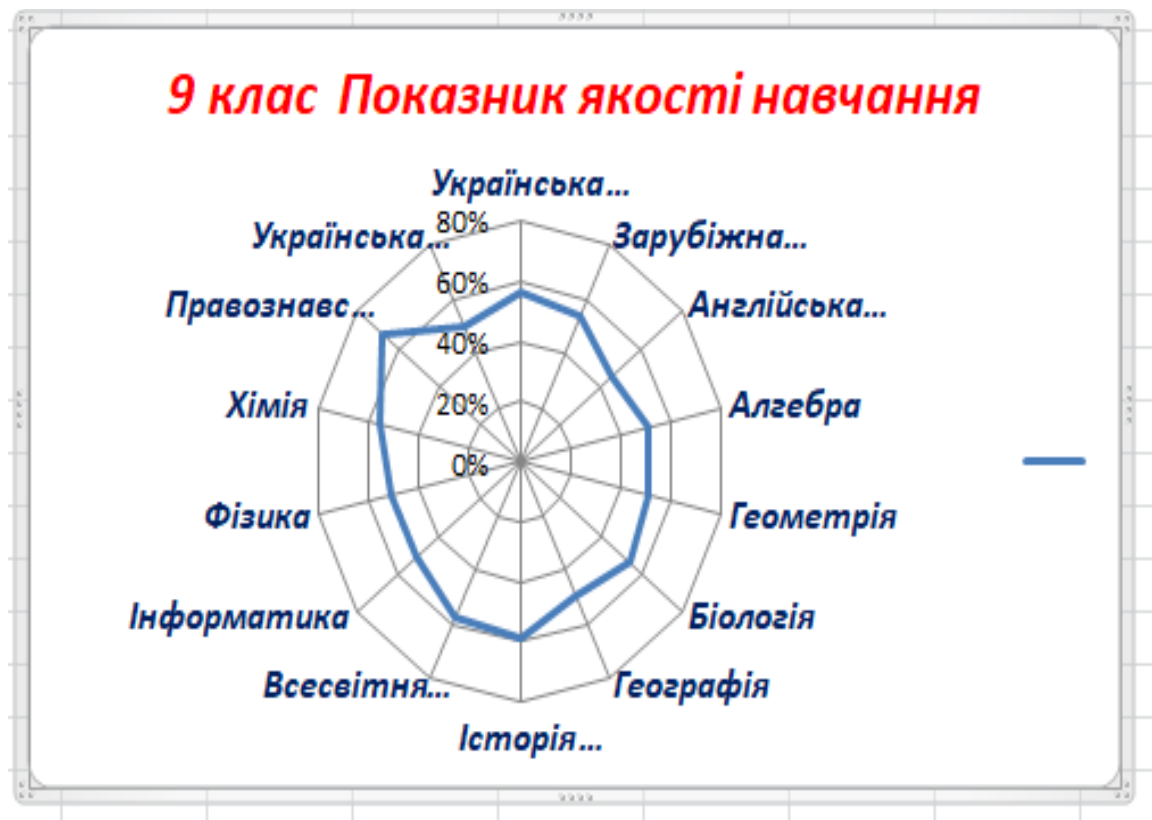 9 клас Показник якості навчання
Українська...
80%
Українська...
Зарубіжна...
60%
Правознавс...
Англійська...
40%
Хімія
20%
Алгебра
0%
Фізика
Геометрія
Інформатика
Біологія
Всесвітня...
Географія
Історія...